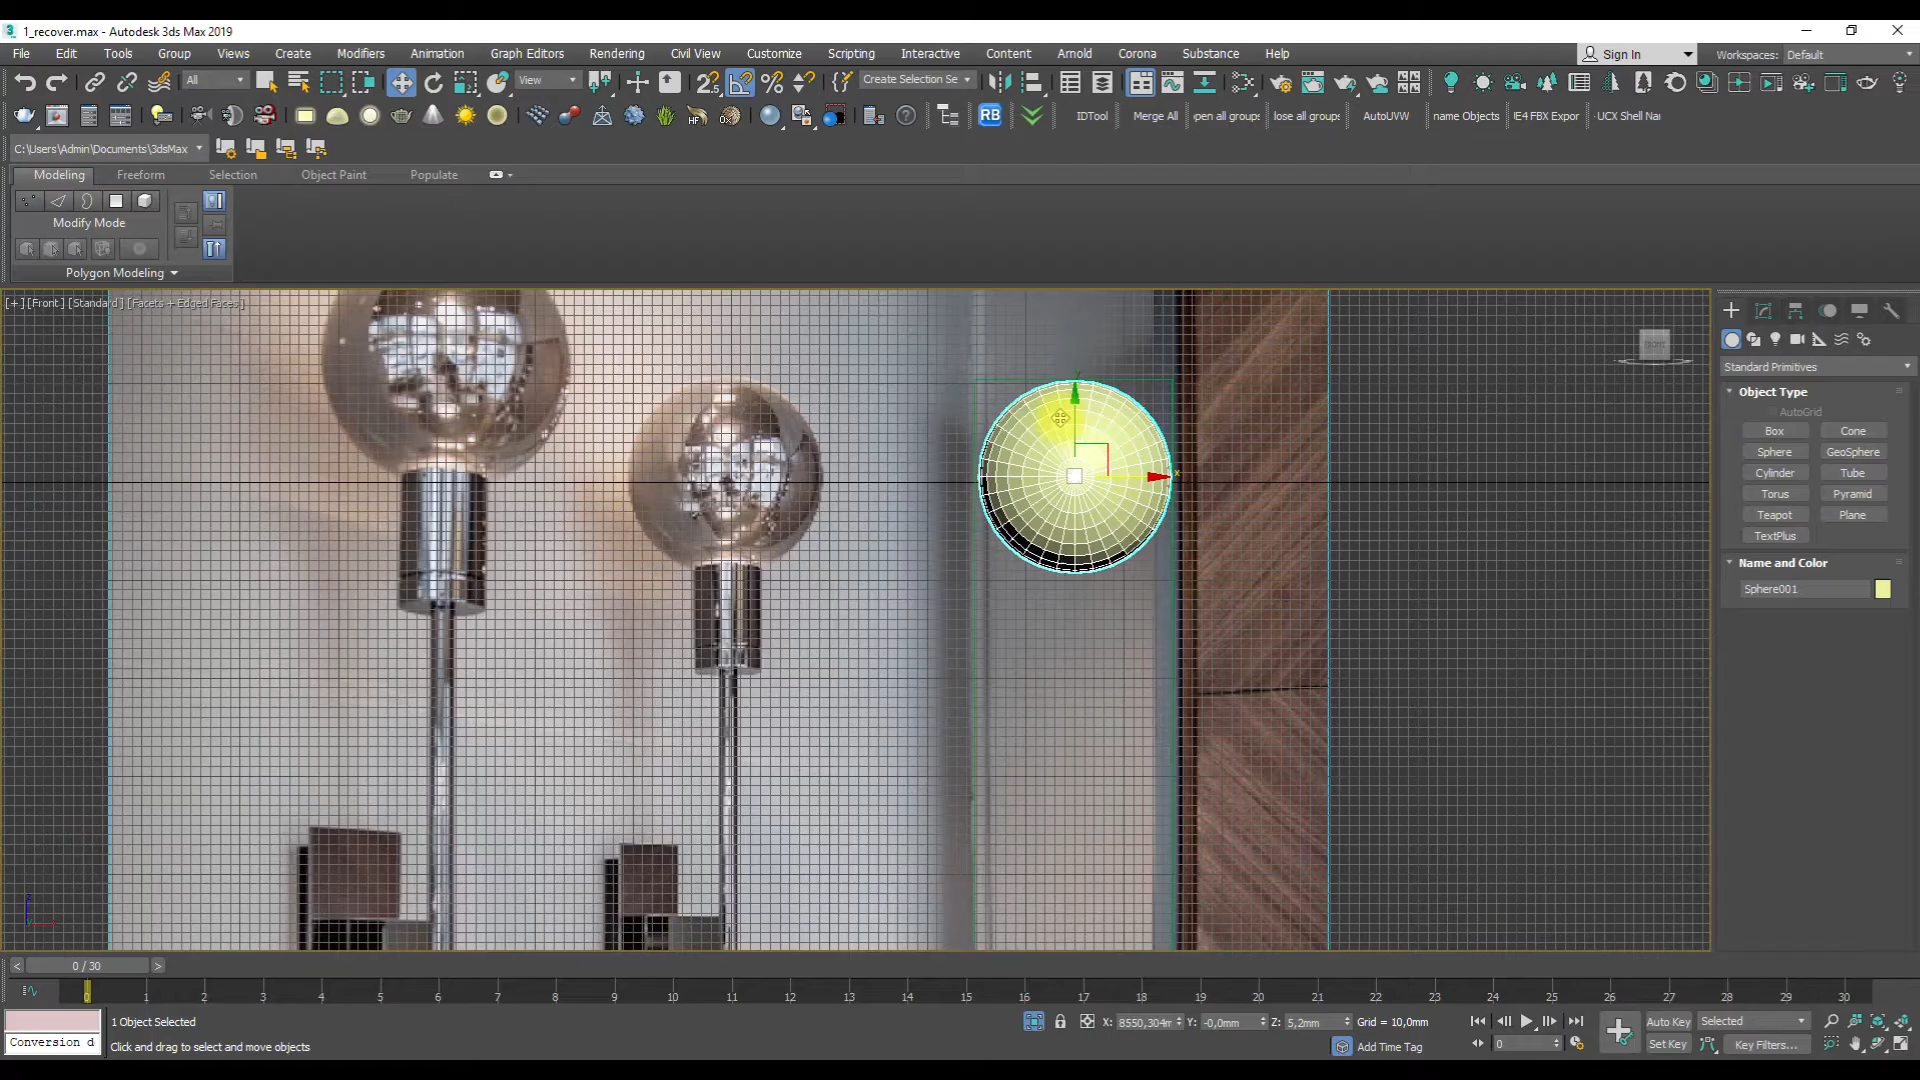 1_recover.max - Autodesk 3ds Max 2019
File Edit Tools Group Views Create Modifiers Animation Graph Editors Rendering Civil View Customize Scripting Interactive Content Arnold Corona Substance Help Sign In Workspaces: Default
All View Create Selection Se
HF RB IDTool Merge All open all groups lose all groups AutoUVW name Objects IE4 FBX Expor UCX Shell Nar
C:\Users\Admin\Documents\3dsMax
Modeling Freeform Selection Object Paint Populate
Modify Mode
Polygon Modeling
[+] [Front] [Standard] [Facets + Edged Faces]
FRONT
Standard Primitives
Object Type
AutoGrid
Box Cone
Sphere GeoSphere
Cylinder Tube
Torus Pyramid
Teapot Plane
TextPlus
Name and Color
Sphere001
y
x
0 / 30
0 1 2 3 4 5 6 7 8 9 10 11 12 13 14 15 16 17 18 19 20 21 22 23 24 25 26 27 28 29 30
1 Object Selected X: 8550,304m Y: -0,0mm Z: 5,2mm Grid = 10,0mm Auto Key Selected
Conversion d Click and drag to select and move objects Add Time Tag 0 Set Key Key Filters...